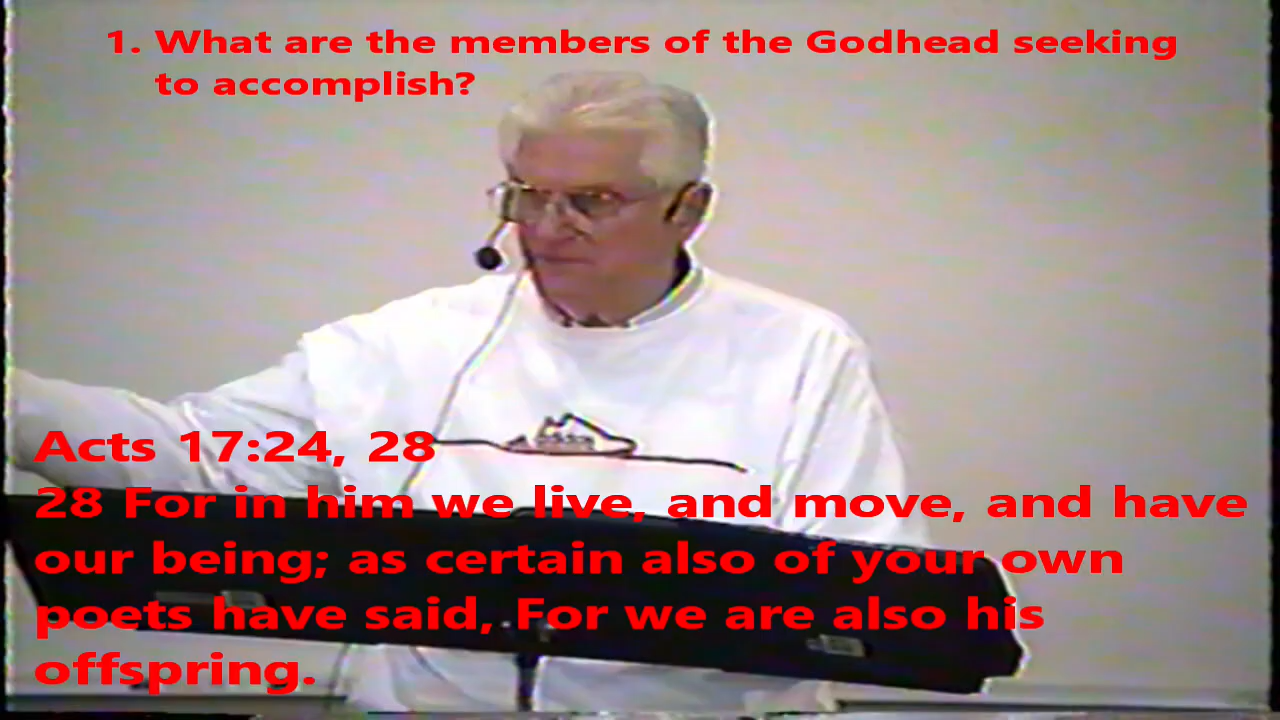 1. What are the members of the Godhead seeking
to accomplish?
Acts 17:24, 28
28 For in him we live, and move, and have
our being; as certain also of your own
poets have said, For we are also his
offspring.